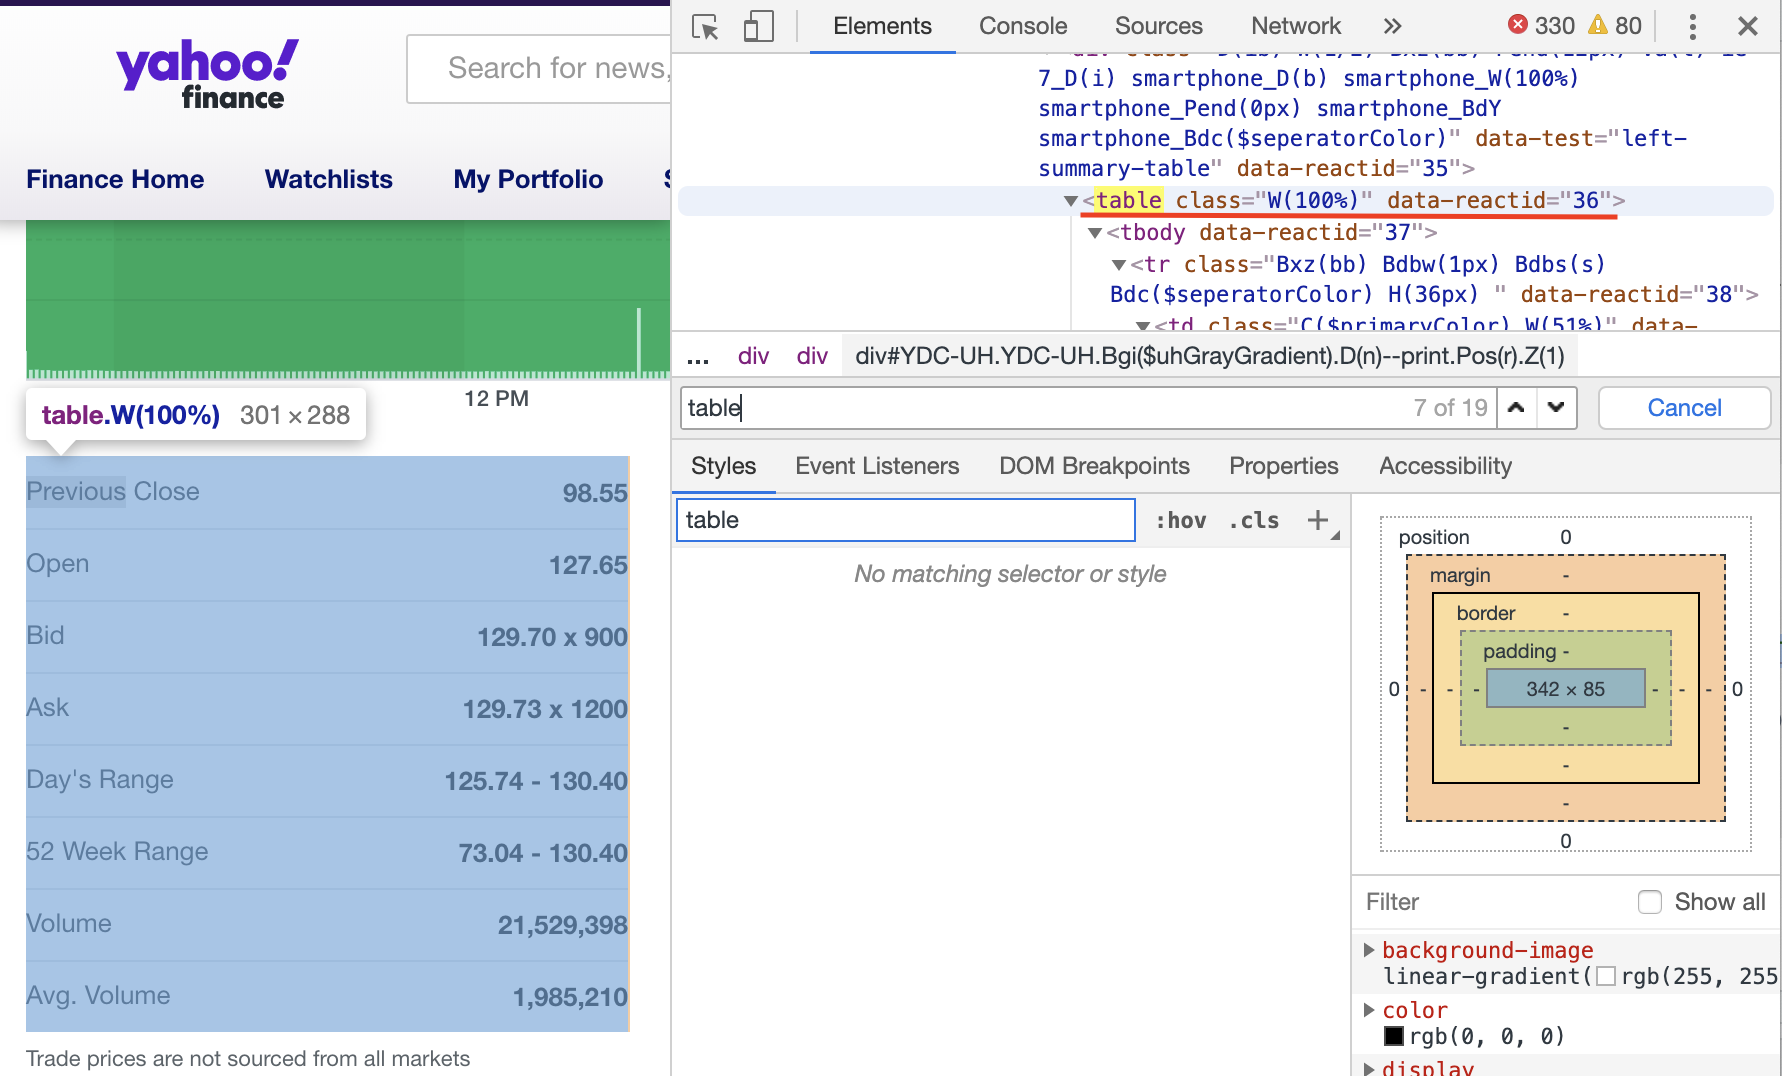 yahoo!
finance
Search for news,
Finance Home Watchlists My Portfolio
12 PM
table.W(100%) 301 × 288
Previous Close 98.55
Open 127.65
Bid 129.70 x 900
Ask 129.73 x 1200
Day's Range 125.74 - 130.40
52 Week Range 73.04 - 130.40
Volume 21,529,398
Avg. Volume 1,985,210
Trade prices are not sourced from all markets
Elements Console Sources Network » 330 80
7_D(i) smartphone_D(b) smartphone_W(100%)
smartphone_Pend(0px) smartphone_BdY
smartphone_Bdc($seperatorColor)" data-test="left-
summary-table" data-reactid="35">
▼<table class="W(100%)" data-reactid="36">
▼<tbody data-reactid="37">
▼<tr class="Bxz(bb) Bdbw(1px) Bdbs(s)
Bdc($seperatorColor) H(36px) " data-reactid="38">
▼<td class="C($primaryColor) W(51%)" data-
... div div div#YDC-UH.YDC-UH.Bgi($uhGrayGradient).D(n)--print.Pos(r).Z(1)
table 7 of 19 Cancel
Styles Event Listeners DOM Breakpoints Properties Accessibility
table :hov .cls +
No matching selector or style
position 0
margin -
border -
padding -
0 - - - 342 × 85 - - - 0
-
-
-
0
Filter Show all
background-image
linear-gradient( rgb(255, 255
color
rgb(0, 0, 0)
display